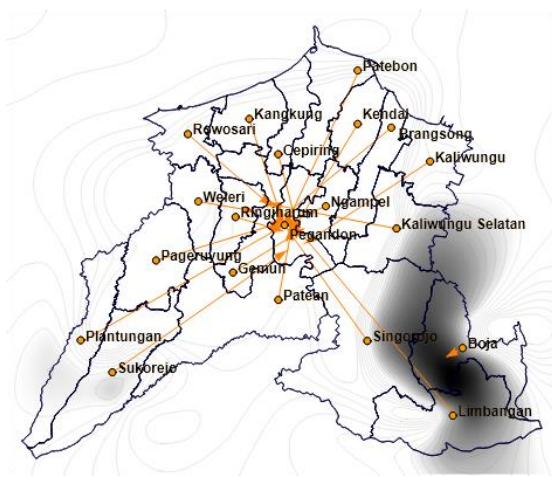 Patebon
Kangkung
Kendal
Rowosari
Brangsong
Cepiring
Kaliwungu
Weleri
Ngampel
Ringinarum
Kaliwungu Selatan
Pegandon
Pageruyung
Gemuh
Patean
Plantungan
Singorojo
Boja
Sukorejo
Limbangan